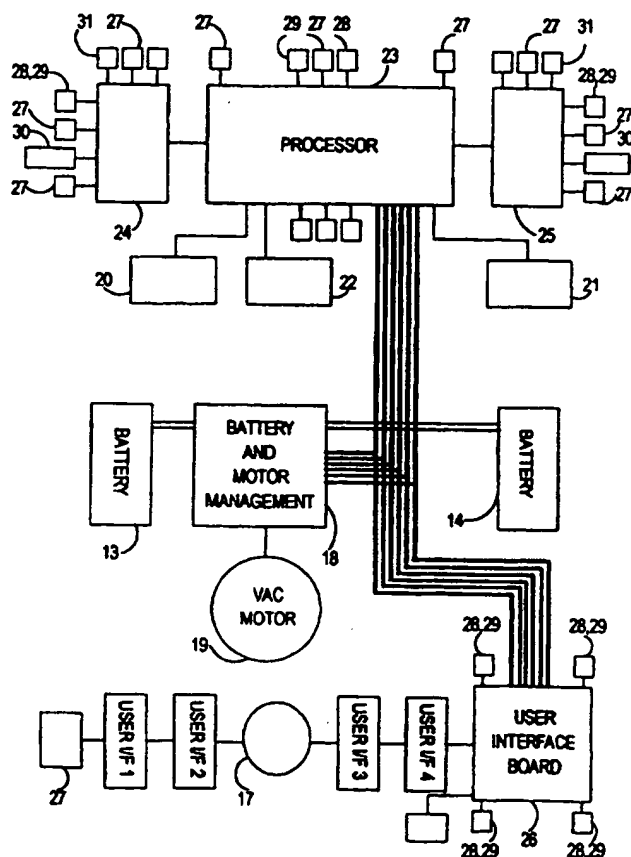 31 27 27 29 27 28 27 27 31
23
28,29 28,29
27 27
30 30
27 27
PROCESSOR
24 25
20 22 21
BATTERY
BATTERY
AND
MOTOR
MANAGEMENT
BATTERY
13 18 14
VAC
MOTOR
19
28,29 28,29
USER I/F 1
USER I/F 2
USER I/F 3
USER I/F 4
USER
INTERFACE
BOARD
27 17 26
28,29 28,29